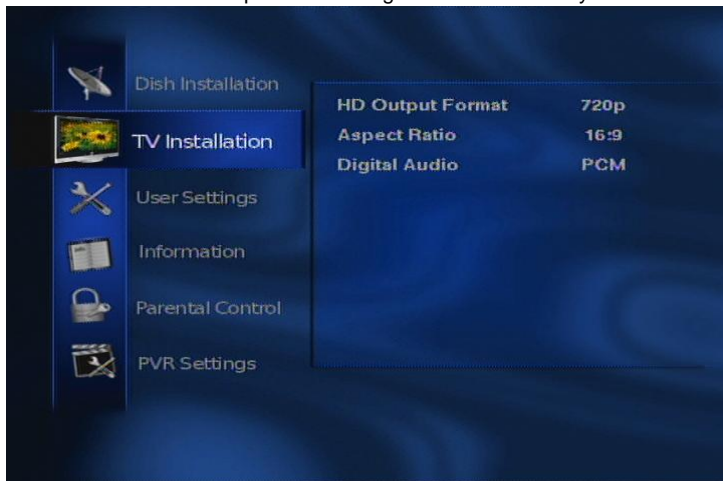 Dish Installation
TV Installation
User Settings
Information
Parental Control
PVR Settings
HD Output Format 720p
Aspect Ratio 16:9
Digital Audio PCM